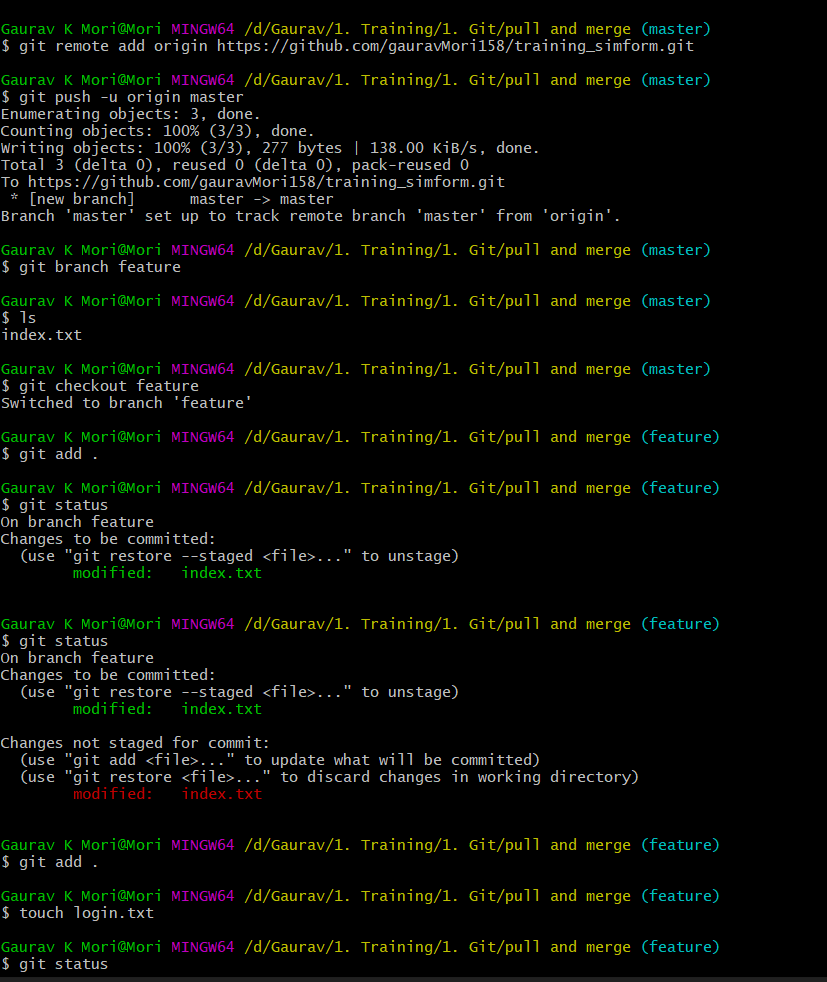 Gaurav K Mori@Mori MINGW64 /d/Gaurav/1. Training/1. Git/pull and merge (master)
$ git remote add origin https://github.com/gauravMori158/training_simform.git
Gaurav K Mori@Mori MINGW64 /d/Gaurav/1. Training/1. Git/pull and merge (master)
$ git push -u origin master
Enumerating objects: 3, done.
Counting objects: 100% (3/3), done.
Writing objects: 100% (3/3), 277 bytes | 138.00 KiB/s, done.
Total 3 (delta 0), reused 0 (delta 0), pack-reused 0
To https://github.com/gauravMori158/training_simform.git
 * [new branch]      master -> master
Branch 'master' set up to track remote branch 'master' from 'origin'.
Gaurav K Mori@Mori MINGW64 /d/Gaurav/1. Training/1. Git/pull and merge (master)
$ git branch feature
Gaurav K Mori@Mori MINGW64 /d/Gaurav/1. Training/1. Git/pull and merge (master)
$ ls
index.txt
Gaurav K Mori@Mori MINGW64 /d/Gaurav/1. Training/1. Git/pull and merge (master)
$ git checkout feature
Switched to branch 'feature'
Gaurav K Mori@Mori MINGW64 /d/Gaurav/1. Training/1. Git/pull and merge (feature)
$ git add .
Gaurav K Mori@Mori MINGW64 /d/Gaurav/1. Training/1. Git/pull and merge (feature)
$ git status
On branch feature
Changes to be committed:
  (use "git restore --staged <file>..." to unstage)
        modified:   index.txt
Gaurav K Mori@Mori MINGW64 /d/Gaurav/1. Training/1. Git/pull and merge (feature)
$ git status
On branch feature
Changes to be committed:
  (use "git restore --staged <file>..." to unstage)
        modified:   index.txt
Changes not staged for commit:
  (use "git add <file>..." to update what will be committed)
  (use "git restore <file>..." to discard changes in working directory)
        modified:   index.txt
Gaurav K Mori@Mori MINGW64 /d/Gaurav/1. Training/1. Git/pull and merge (feature)
$ git add .
Gaurav K Mori@Mori MINGW64 /d/Gaurav/1. Training/1. Git/pull and merge (feature)
$ touch login.txt
Gaurav K Mori@Mori MINGW64 /d/Gaurav/1. Training/1. Git/pull and merge (feature)
$ git status